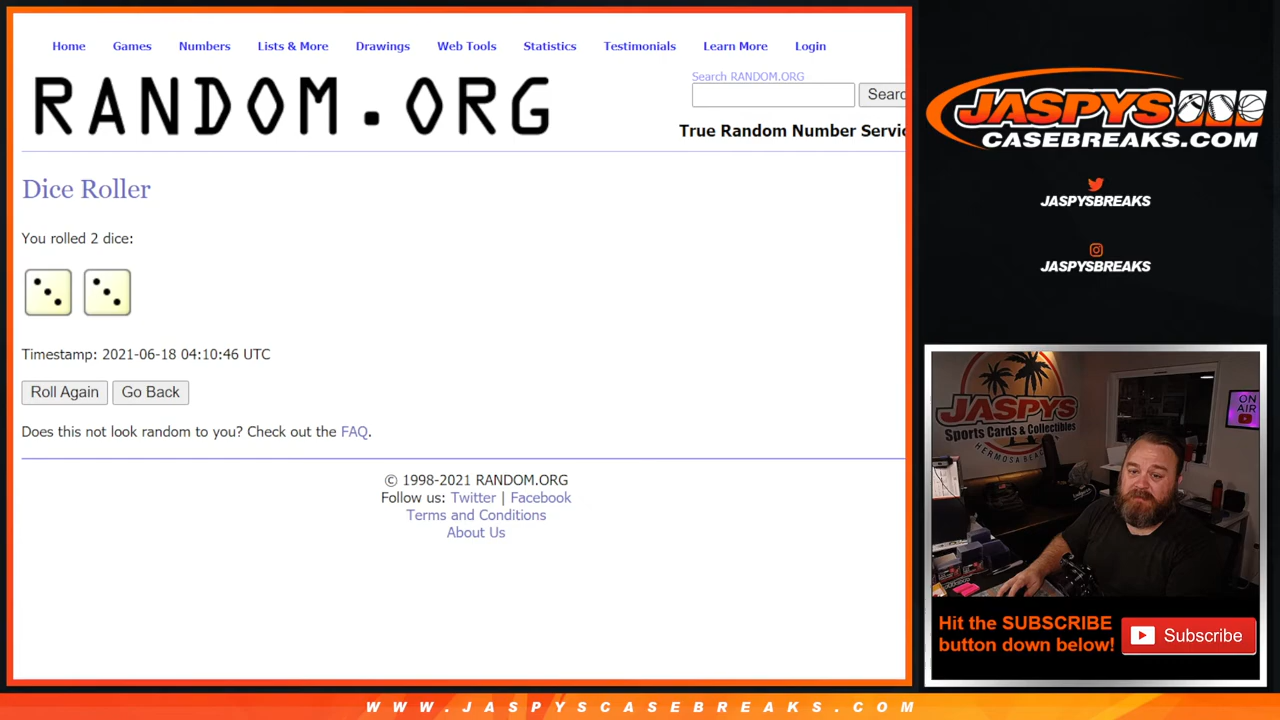 Home Games Numbers Lists & More Drawings Web Tools Statistics Testimonials Learn More Login
RANDOM.ORG
Search RANDOM.ORG
Searc
True Random Number Servic
Dice Roller
You rolled 2 dice:
Timestamp: 2021-06-18 04:10:46 UTC
Roll Again Go Back
Does this not look random to you? Check out the FAQ.
© 1998-2021 RANDOM.ORG
Follow us: Twitter | Facebook
Terms and Conditions
About Us
JASPYS
CASEBREAKS.COM
JASPYSBREAKS
JASPYSBREAKS
JASPYS
Sports Cards & Collectibles
HERMOSA BEACH
ON
AIR
Hit the SUBSCRIBE
button down below!
Subscribe
WWW.JASPYSCASEBREAKS.COM